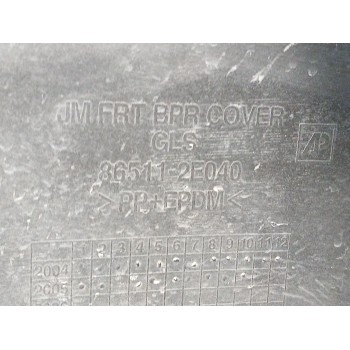 JM FRT BPR COVER
GLS
86511-2E040
>PP+EPDM<
1 2 3 4 5 6 7 8 9 10 11 12
2004
2005